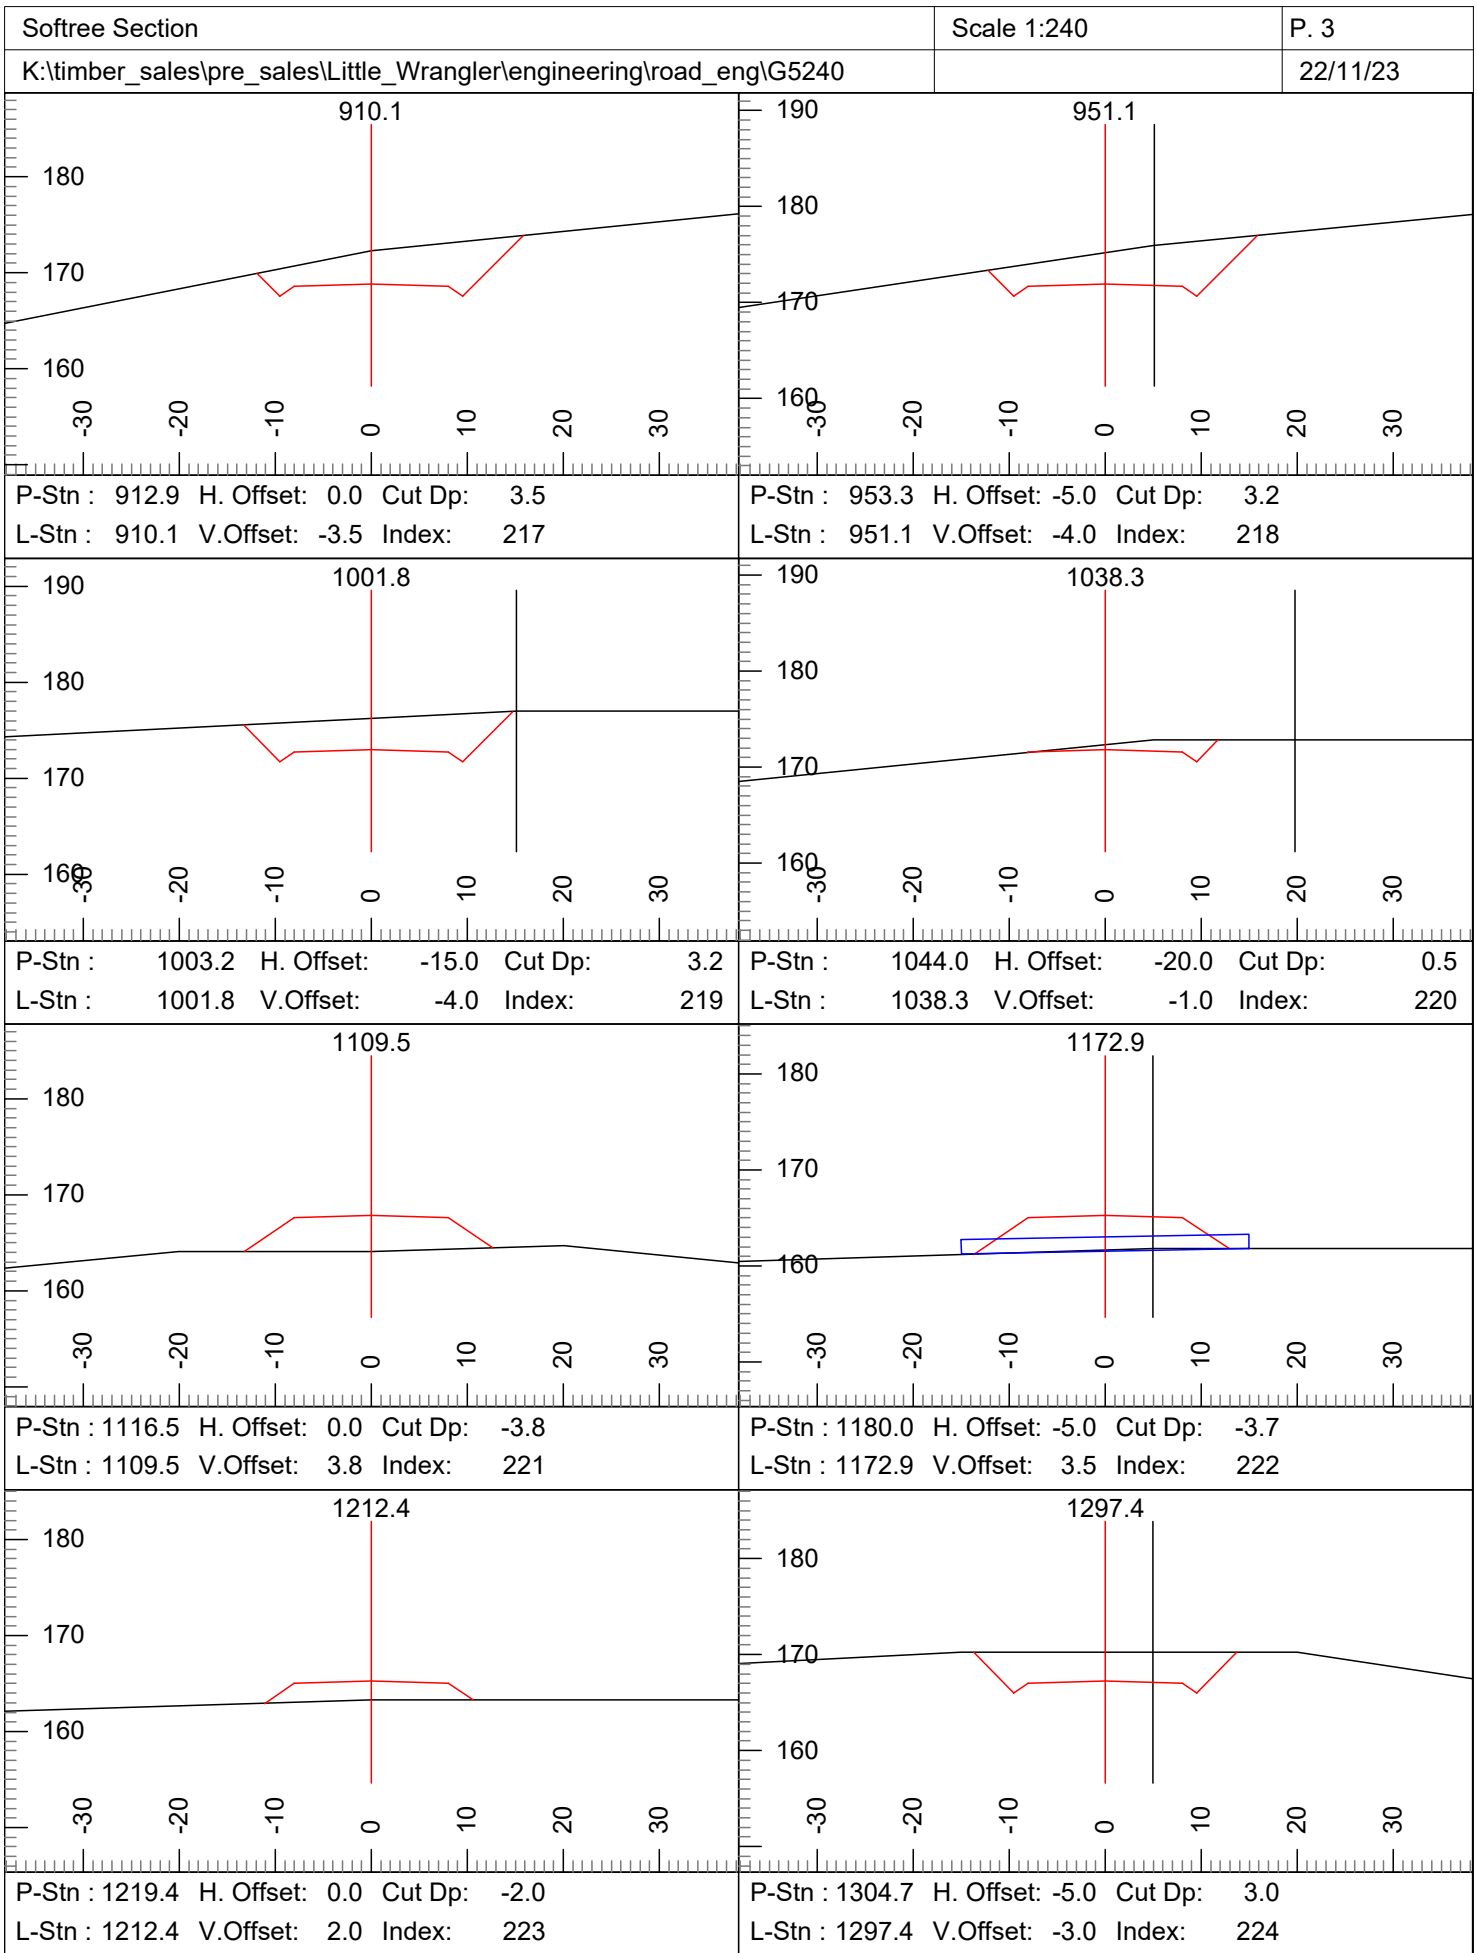 Softree Section Scale 1:240 P. 3
K:\timber_sales\pre_sales\Little_Wrangler\engineering\road_eng\G5240 22/11/23
910.1
180
170
160
-30 -20 -10 0 10 20 30
P-Stn : 912.9 H. Offset: 0.0 Cut Dp: 3.5
L-Stn : 910.1 V.Offset: -3.5 Index: 217
951.1
190
180
170
160
-30 -20 -10 0 10 20 30
P-Stn : 953.3 H. Offset: -5.0 Cut Dp: 3.2
L-Stn : 951.1 V.Offset: -4.0 Index: 218
1001.8
190
180
170
160
-30 -20 -10 0 10 20 30
P-Stn : 1003.2 H. Offset: -15.0 Cut Dp: 3.2
L-Stn : 1001.8 V.Offset: -4.0 Index: 219
1038.3
190
180
170
160
-30 -20 -10 0 10 20 30
P-Stn : 1044.0 H. Offset: -20.0 Cut Dp: 0.5
L-Stn : 1038.3 V.Offset: -1.0 Index: 220
1109.5
180
170
160
-30 -20 -10 0 10 20 30
P-Stn : 1116.5 H. Offset: 0.0 Cut Dp: -3.8
L-Stn : 1109.5 V.Offset: 3.8 Index: 221
1172.9
180
170
160
-30 -20 -10 0 10 20 30
P-Stn : 1180.0 H. Offset: -5.0 Cut Dp: -3.7
L-Stn : 1172.9 V.Offset: 3.5 Index: 222
1212.4
180
170
160
-30 -20 -10 0 10 20 30
P-Stn : 1219.4 H. Offset: 0.0 Cut Dp: -2.0
L-Stn : 1212.4 V.Offset: 2.0 Index: 223
1297.4
180
170
160
-30 -20 -10 0 10 20 30
P-Stn : 1304.7 H. Offset: -5.0 Cut Dp: 3.0
L-Stn : 1297.4 V.Offset: -3.0 Index: 224